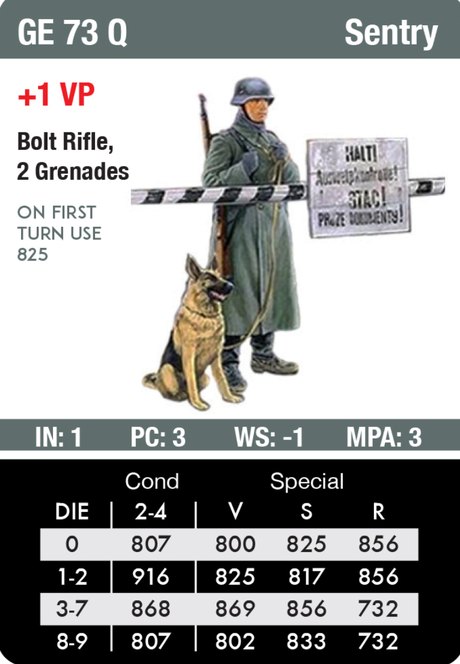 GE 73 Q Sentry
+1 VP
Bolt Rifle,
2 Grenades
ON FIRST
TURN USE
825
HALT!
Ausweiskontrolle!
STAC!
DOKUMENTY!
IN: 1 PC: 3 WS: -1 MPA: 3
Cond Special
DIE 2-4 V S R
0 807 800 825 856
1-2 916 825 817 856
3-7 868 869 856 732
8-9 807 802 833 732